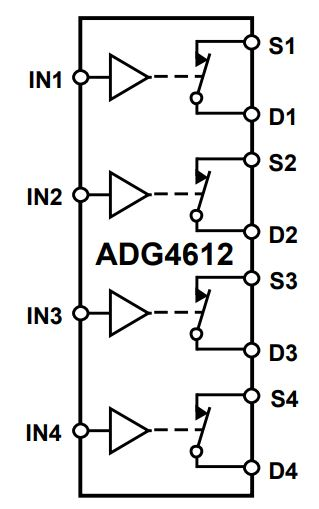 S1
IN1
D1
S2
IN2
D2
ADG4612
S3
IN3
D3
S4
IN4
D4